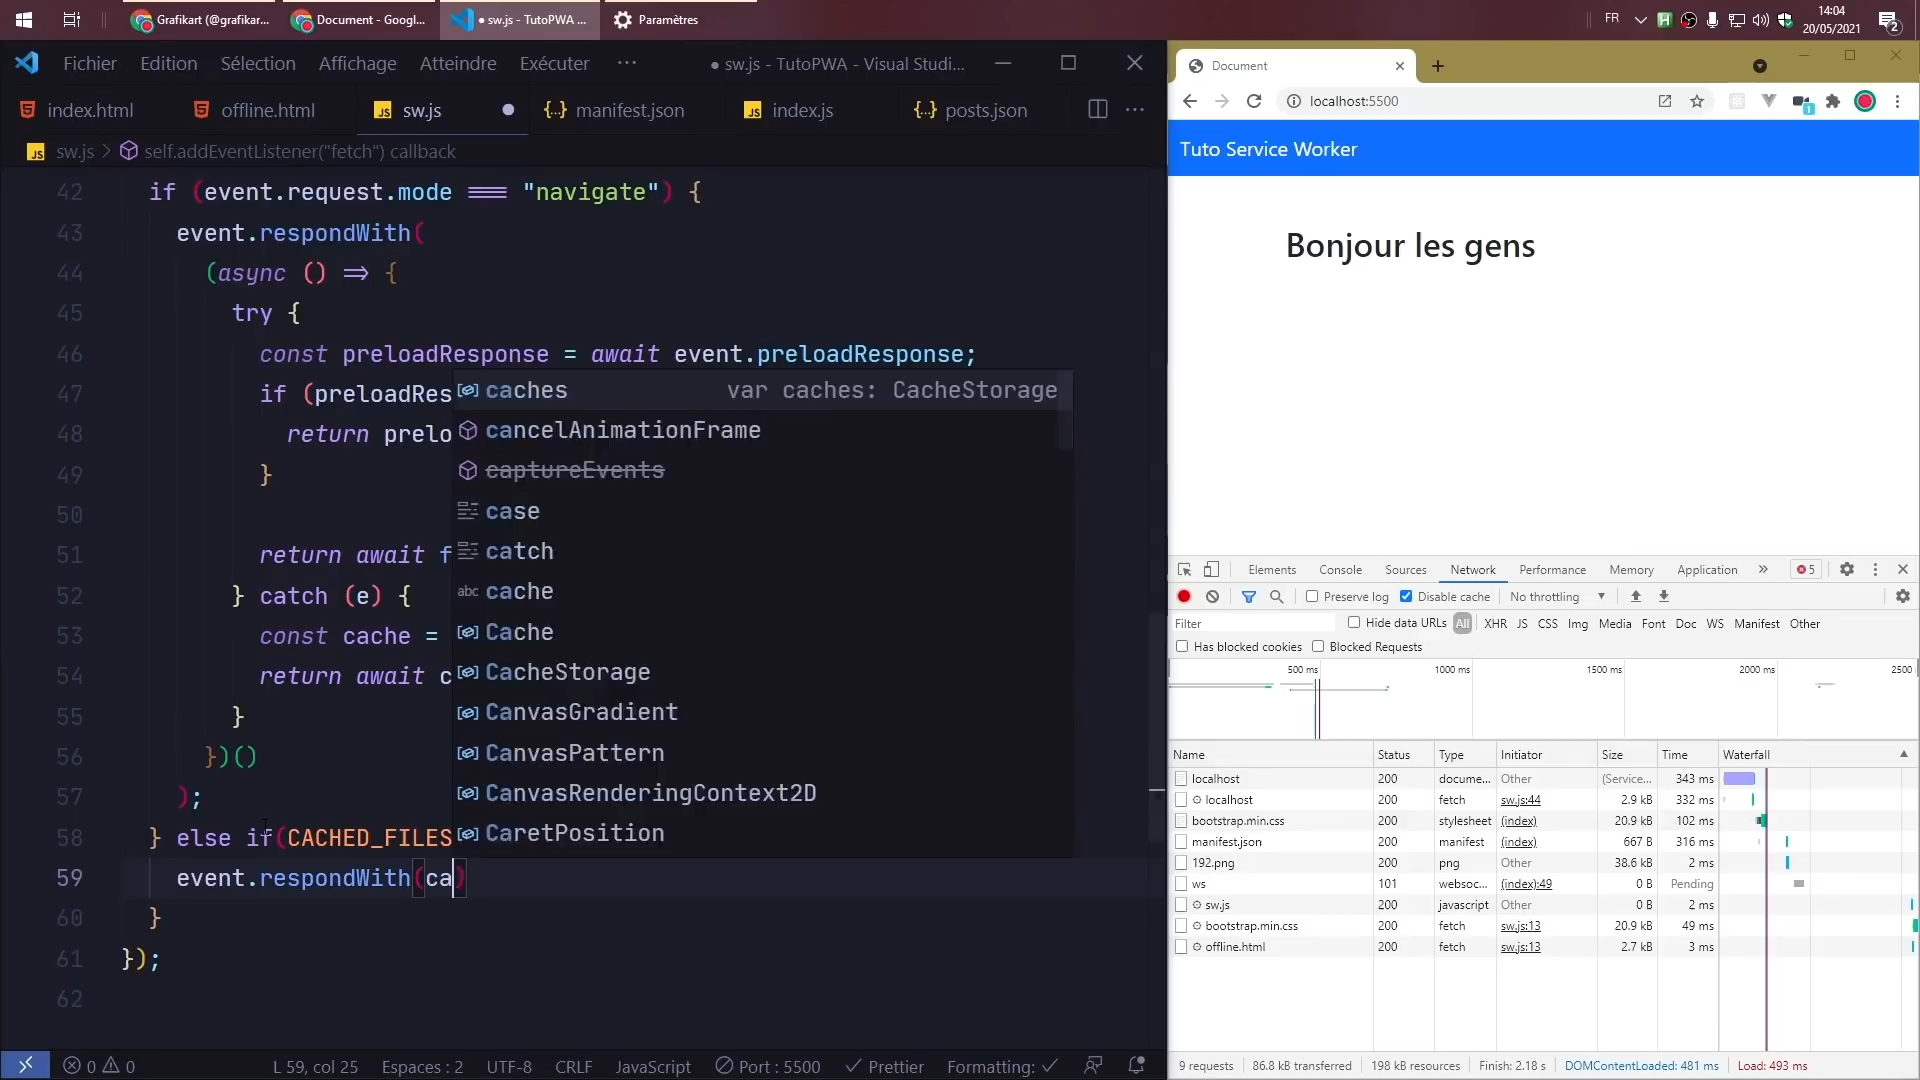 Grafikart (@grafikar...
Document - Googl...
● sw.js - TutoPWA ...
Paramètres
FR
14:04
20/05/2021
2
Fichier Edition Sélection Affichage Atteindre Exécuter ···
● sw.js - TutoPWA - Visual Studi...
index.html
offline.html
JS sw.js
{} manifest.json
JS index.js
{} posts.json
JS sw.js > self.addEventListener("fetch") callback
42 if (event.request.mode === "navigate") {
43 event.respondWith(
44 (async () => {
45 try {
46 const preloadResponse = await event.preloadResponse;
47 if (preloadRes
48 return prelo
49 }
50
51 return await f
52 } catch (e) {
53 const cache =
54 return await c
55 }
56 })()
57 );
58 } else if(CACHED_FILES
59 event.respondWith(ca)
60 }
61 });
62
caches var caches: CacheStorage
cancelAnimationFrame
captureEvents
case
catch
abc cache
Cache
CacheStorage
CanvasGradient
CanvasPattern
CanvasRenderingContext2D
CaretPosition
0 0
L 59, col 25 Espaces : 2 UTF-8 CRLF JavaScript Port : 5500 Prettier Formatting:
Document
localhost:5500
1
Tuto Service Worker
Bonjour les gens
Elements Console Sources Network Performance Memory Application » 5
Preserve log Disable cache No throttling
Filter Hide data URLs All XHR JS CSS Img Media Font Doc WS Manifest Other
Has blocked cookies Blocked Requests
500 ms 1000 ms 1500 ms 2000 ms 2500
Name Status Type Initiator Size Time Waterfall
localhost 200 docume... Other (Service... 343 ms
localhost 200 fetch sw.js:44 2.9 kB 332 ms
bootstrap.min.css 200 stylesheet (index) 20.9 kB 102 ms
manifest.json 200 manifest (index) 667 B 316 ms
192.png 200 png Other 38.6 kB 2 ms
ws 101 websoc... (index):49 0 B Pending
sw.js 200 javascript Other 0 B 2 ms
bootstrap.min.css 200 fetch sw.js:13 20.9 kB 49 ms
offline.html 200 fetch sw.js:13 2.7 kB 3 ms
9 requests 86.8 kB transferred 198 kB resources Finish: 2.18 s DOMContentLoaded: 481 ms Load: 493 ms